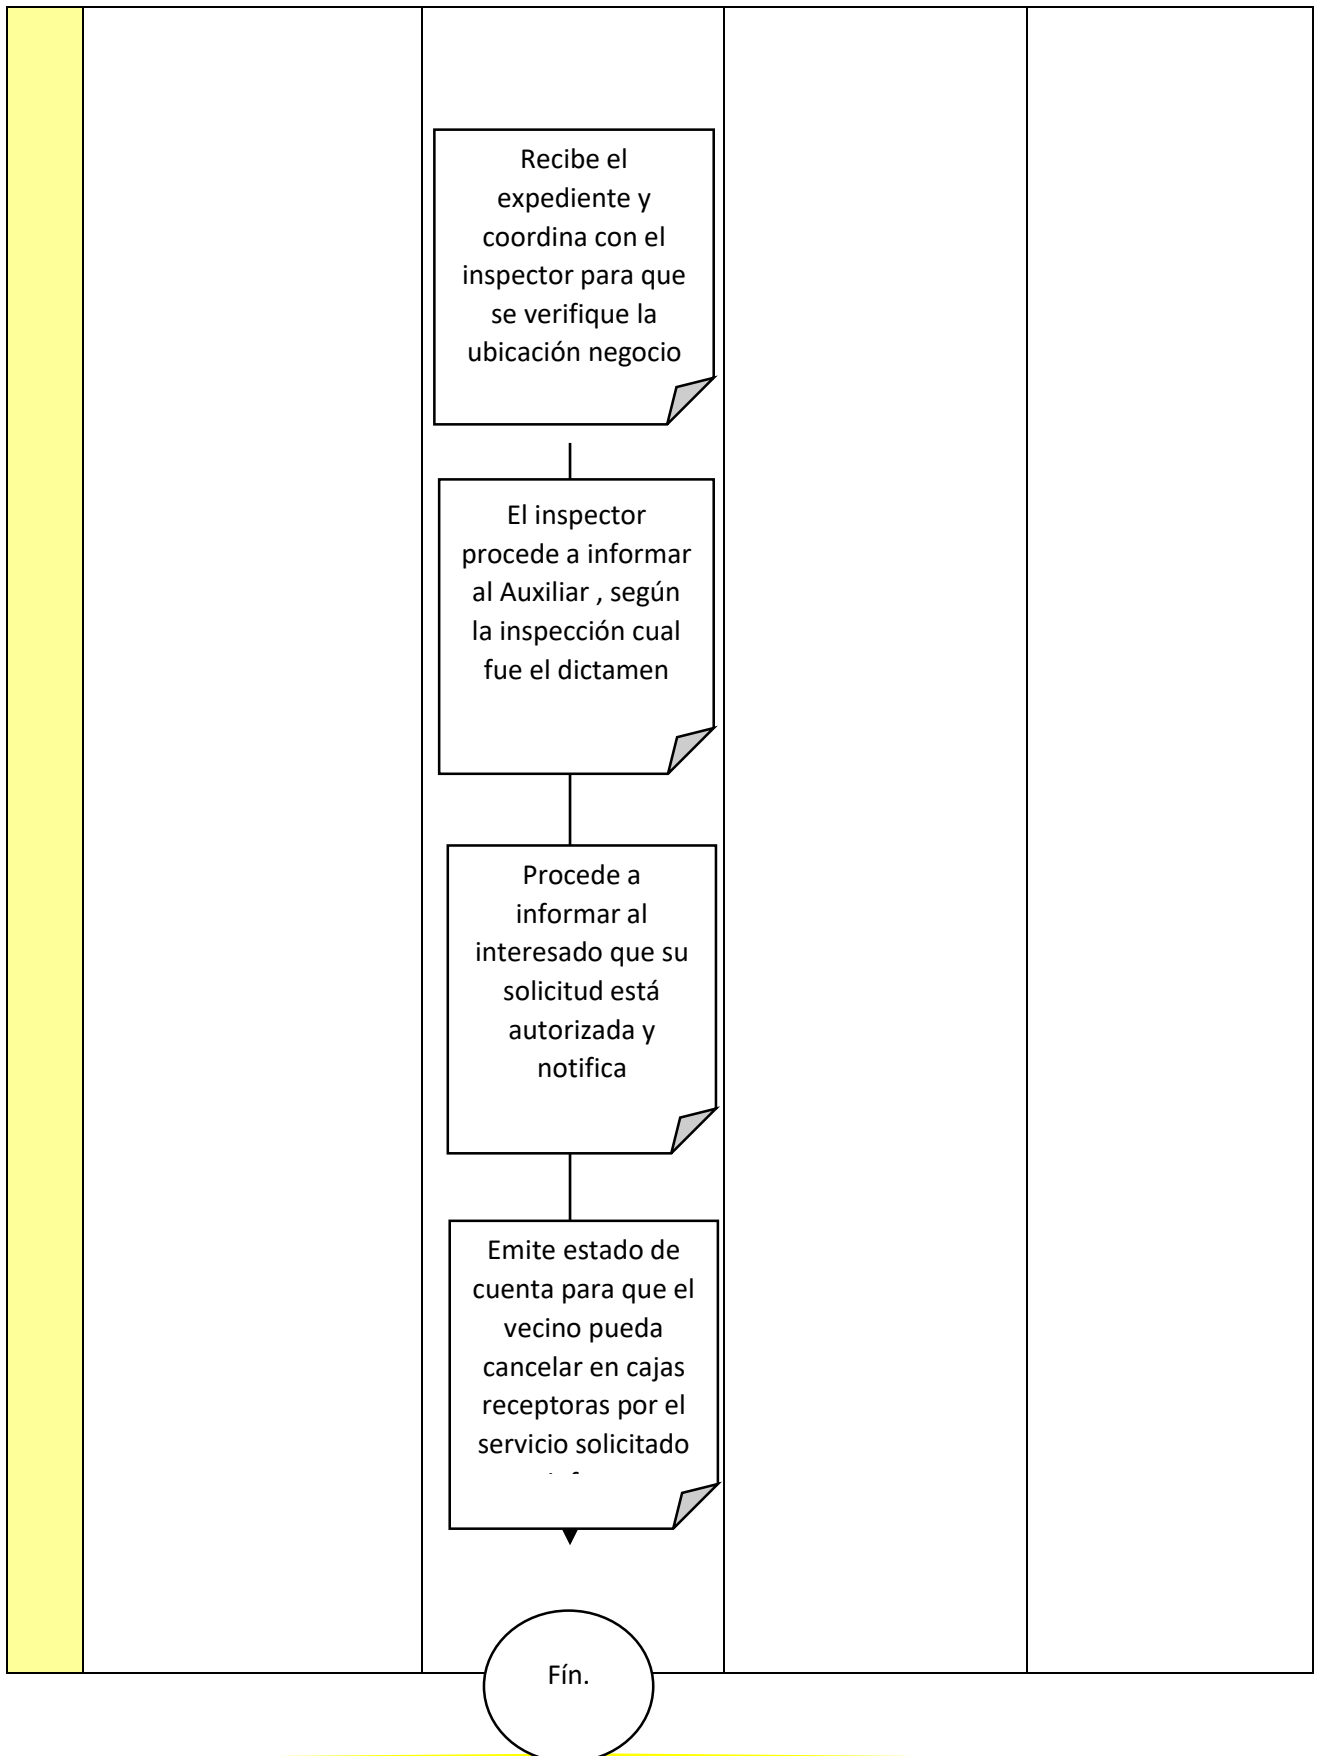 Recibe el
expediente y
coordina con el
inspector para que
se verifique la
ubicación negocio
El inspector
procede a informar
al Auxiliar , según
la inspección cual
fue el dictamen
Procede a
informar al
interesado que su
solicitud está
autorizada y
notifica
Emite estado de
cuenta para que el
vecino pueda
cancelar en cajas
receptoras por el
servicio solicitado
Fín.